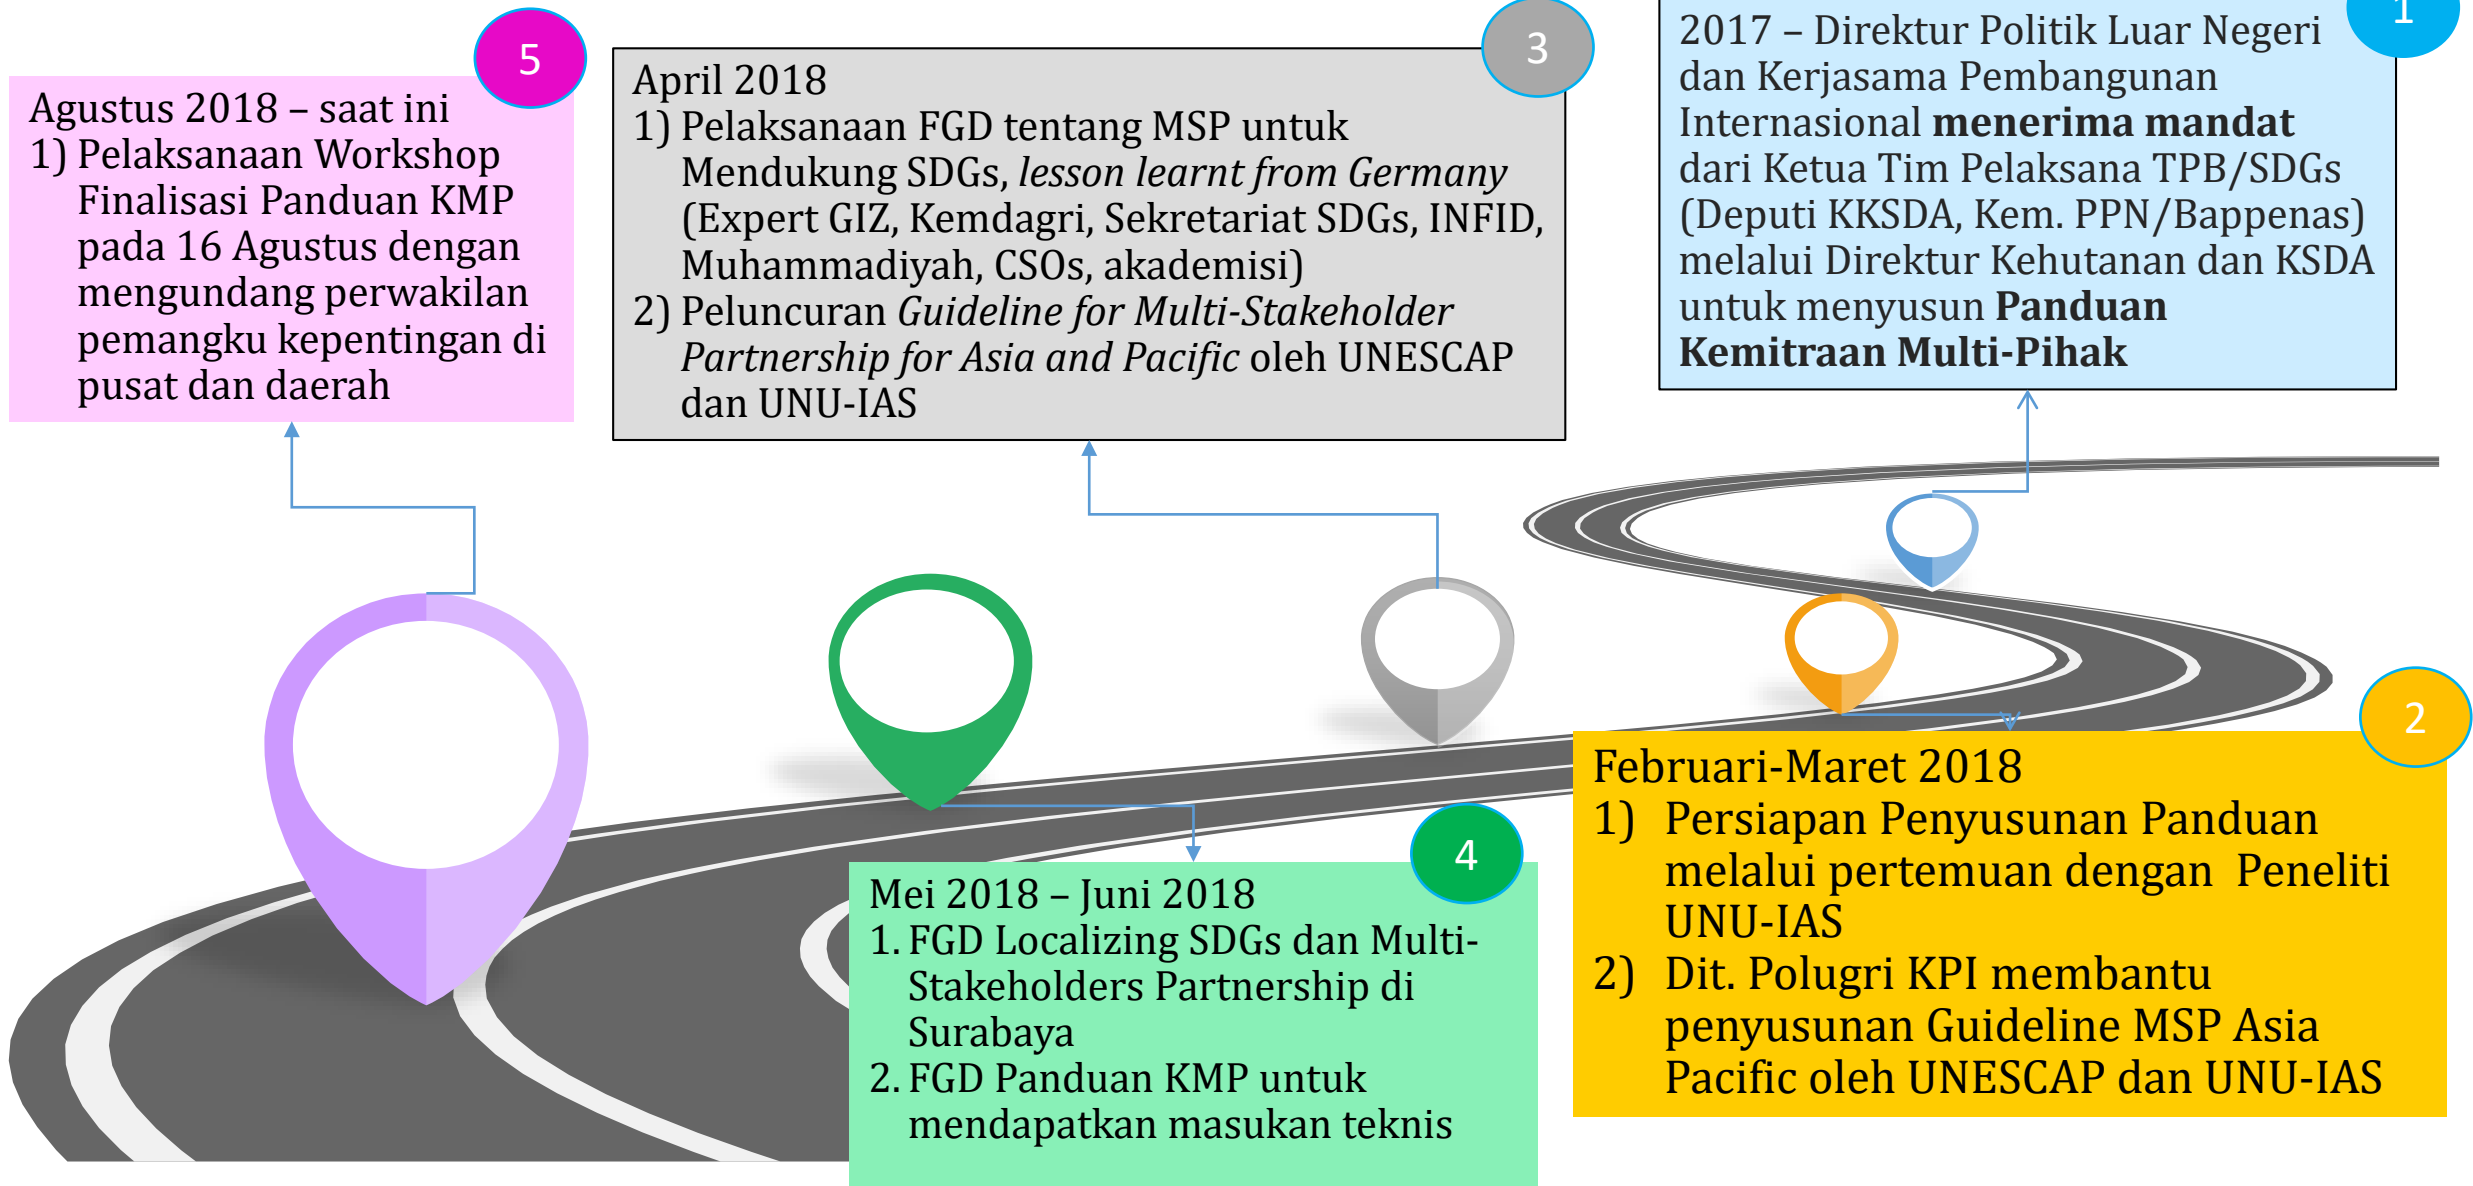 5
Agustus 2018 – saat ini
1) Pelaksanaan Workshop
Finalisasi Panduan KMP
pada 16 Agustus dengan
mengundang perwakilan
pemangku kepentingan di
pusat dan daerah
3
April 2018
1) Pelaksanaan FGD tentang MSP untuk
Mendukung SDGs, lesson learnt from Germany
(Expert GIZ, Kemdagri, Sekretariat SDGs, INFID,
Muhammadiyah, CSOs, akademisi)
2) Peluncuran Guideline for Multi-Stakeholder
Partnership for Asia and Pacific oleh UNESCAP
dan UNU-IAS
1
2017 – Direktur Politik Luar Negeri
dan Kerjasama Pembangunan
Internasional menerima mandat
dari Ketua Tim Pelaksana TPB/SDGs
(Deputi KKSDA, Kem. PPN/Bappenas)
melalui Direktur Kehutanan dan KSDA
untuk menyusun Panduan
Kemitraan Multi-Pihak
4
Mei 2018 – Juni 2018
1. FGD Localizing SDGs dan Multi-
Stakeholders Partnership di
Surabaya
2. FGD Panduan KMP untuk
mendapatkan masukan teknis
2
Februari-Maret 2018
1) Persiapan Penyusunan Panduan
melalui pertemuan dengan Peneliti
UNU-IAS
2) Dit. Polugri KPI membantu
penyusunan Guideline MSP Asia
Pacific oleh UNESCAP dan UNU-IAS